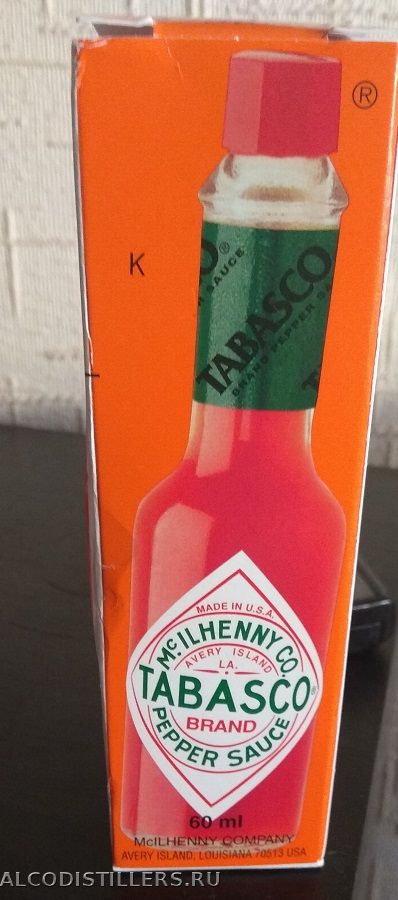 ®
K
O®
R SAUCE
TABASCO
BRAND PEPPER SA
T
MADE IN U.S.A.
McILHENNY CO.
AVERY ISLAND
LA.
TABASCO®
BRAND
PEPPER SAUCE
60 ml
McILHENNY COMPANY
AVERY ISLAND, LOUISIANA 70513 USA
ALCODISTILLERS.RU